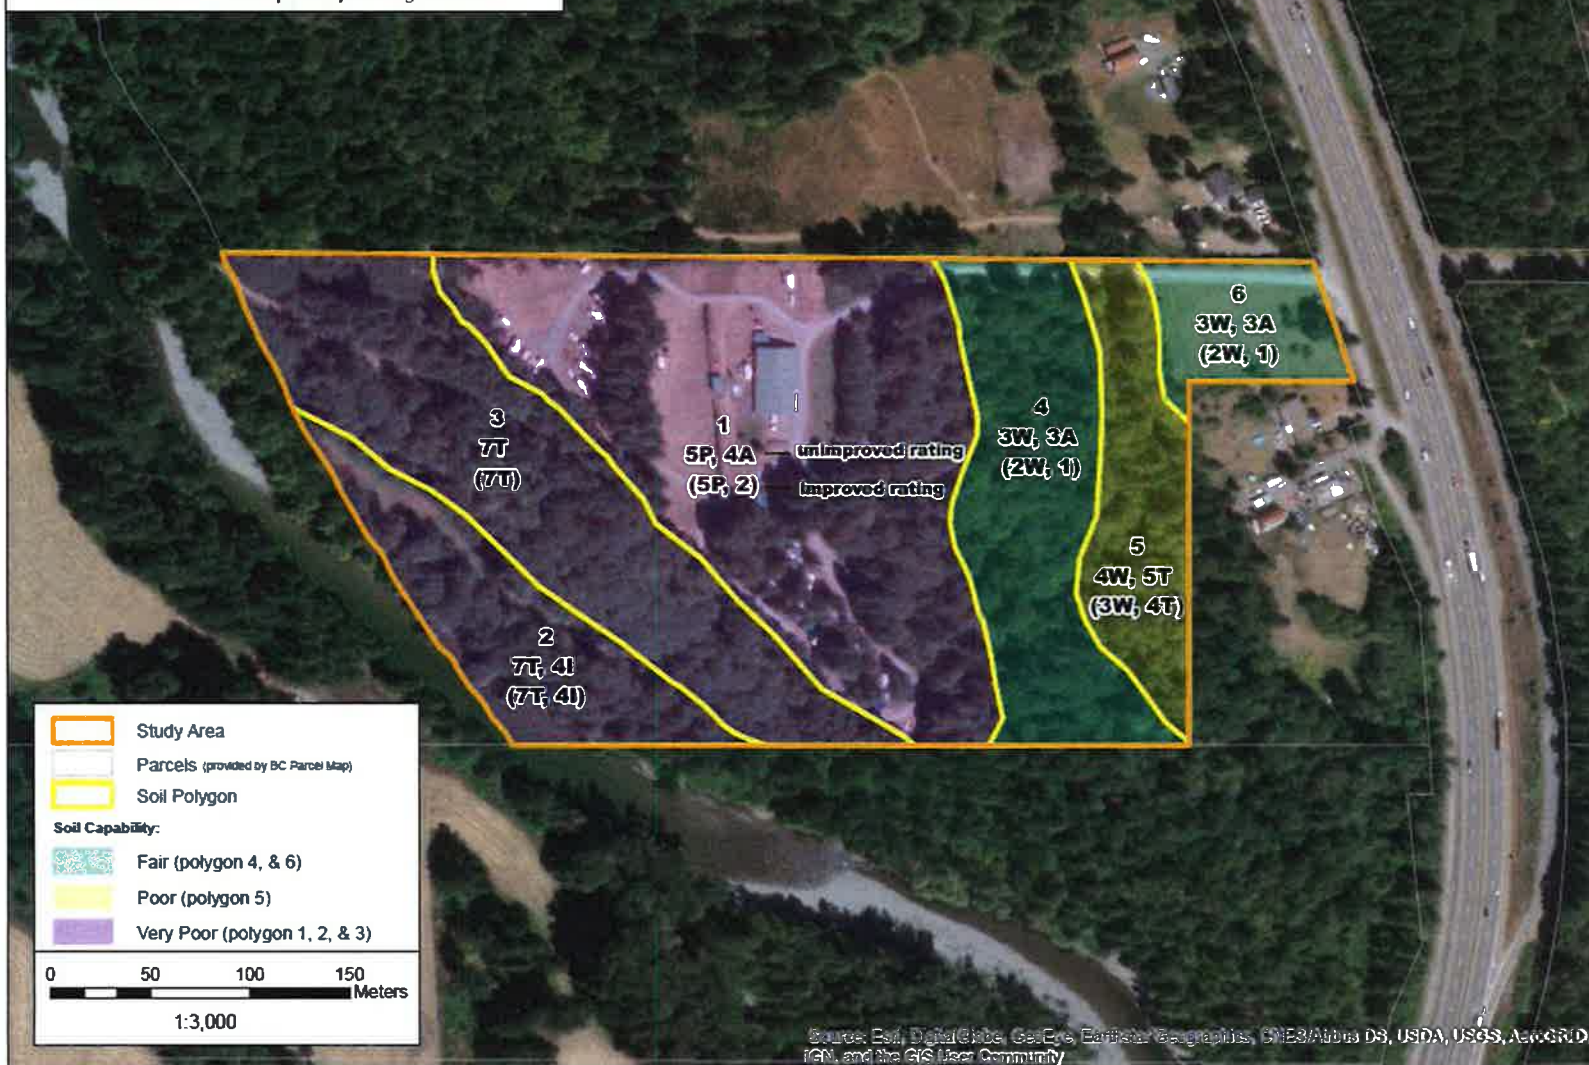 6
3W, 3A
(2W, 1)
4
3W, 3A
(2W, 1)
3
7T
(7T)
1
5P, 4A unimproved rating
(5P, 2) improved rating
5
4W, 5T
(3W, 4T)
2
7T, 4I
(7T, 4I)
Study Area
Parcels (provided by BC Parcel Map)
Soil Polygon
Soil Capability:
Fair (polygon 4, & 6)
Poor (polygon 5)
Very Poor (polygon 1, 2, & 3)
0 50 100 150
Meters
1:3,000
Source: Esri, DigitalGlobe, GeoEye, Earthstar Geographics, CNES/Airbus DS, USDA, USGS, AeroGRID,
IGN, and the GIS User Community